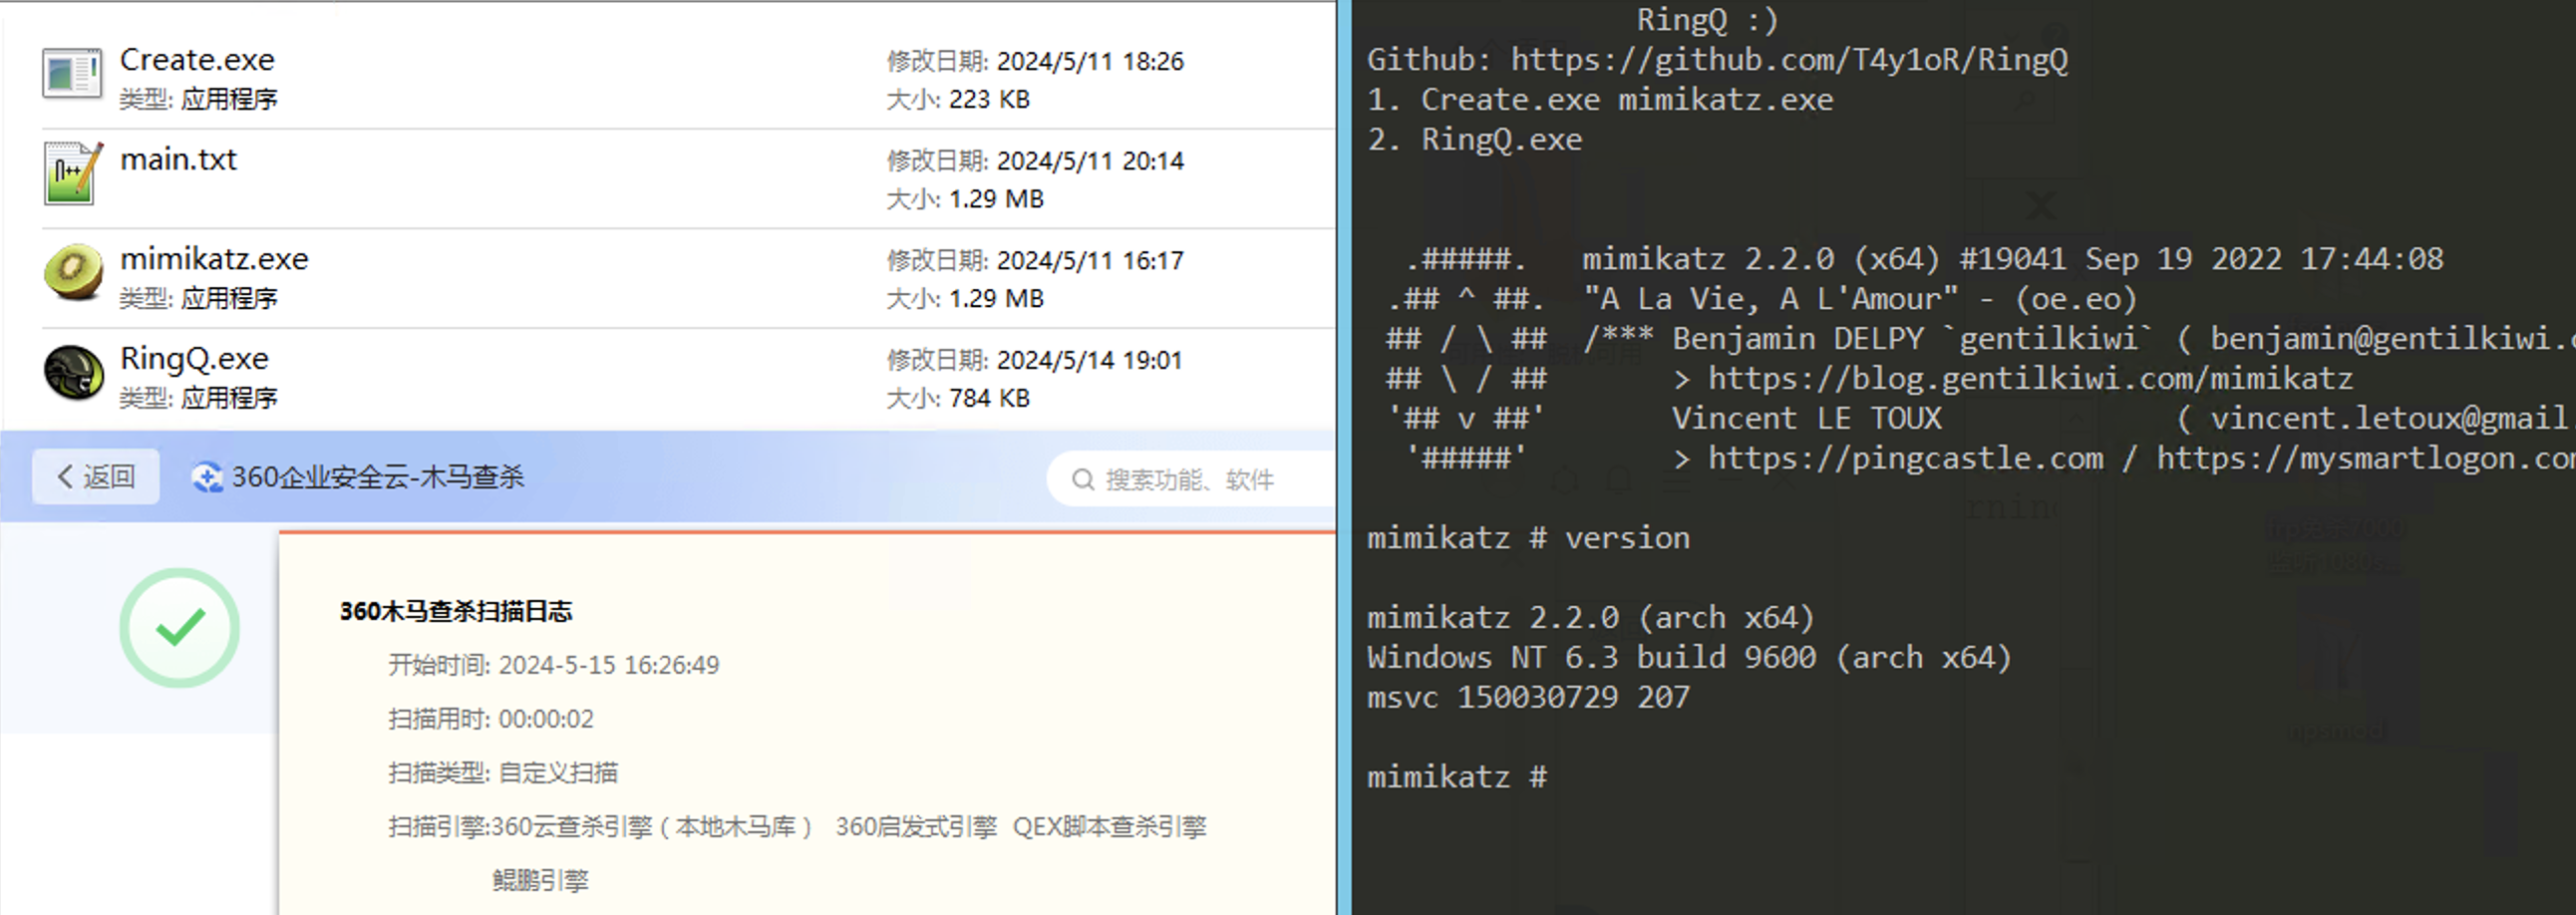 Create.exe
修改日期: 2024/5/11 18:26
类型: 应用程序
大小: 223 KB
main.txt
修改日期: 2024/5/11 20:14
大小: 1.29 MB
mimikatz.exe
修改日期: 2024/5/11 16:17
类型: 应用程序
大小: 1.29 MB
RingQ.exe
修改日期: 2024/5/14 19:01
类型: 应用程序
大小: 784 KB
返回
360企业安全云-木马查杀
搜索功能、软件
360木马查杀扫描日志
开始时间: 2024-5-15 16:26:49
扫描用时: 00:00:02
扫描类型: 自定义扫描
扫描引擎:360云查杀引擎（本地木马库） 360启发式引擎 QEX脚本查杀引擎
鲲鹏引擎
RingQ :)
Github: https://github.com/T4y1oR/RingQ
1. Create.exe mimikatz.exe
2. RingQ.exe
.#####. mimikatz 2.2.0 (x64) #19041 Sep 19 2022 17:44:08
.## ^ ##. "A La Vie, A L'Amour" - (oe.eo)
## / \ ## /*** Benjamin DELPY `gentilkiwi` ( benjamin@gentilkiwi.
## \ / ## > https://blog.gentilkiwi.com/mimikatz
'## v ##' Vincent LE TOUX ( vincent.letoux@gmail.
'#####' > https://pingcastle.com / https://mysmartlogon.com
mimikatz # version
mimikatz 2.2.0 (arch x64)
Windows NT 6.3 build 9600 (arch x64)
msvc 150030729 207
mimikatz #